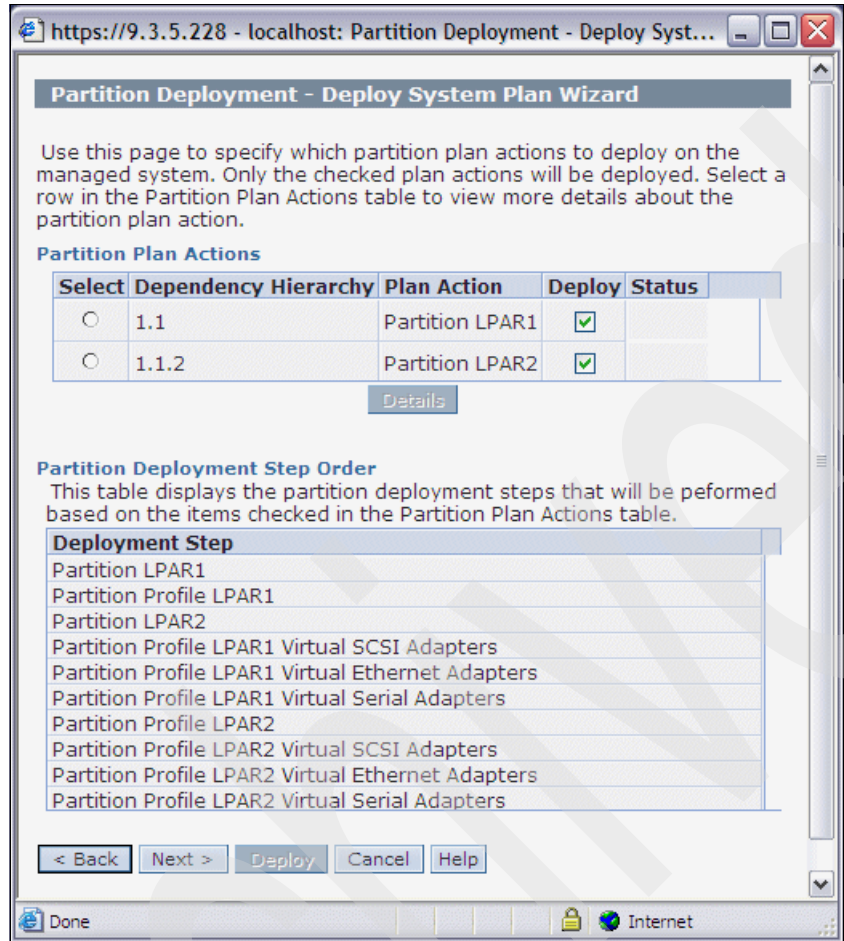 https://9.3.5.228 - localhost: Partition Deployment - Deploy Syst...
Partition Deployment - Deploy System Plan Wizard
Use this page to specify which partition plan actions to deploy on the
managed system. Only the checked plan actions will be deployed. Select a
row in the Partition Plan Actions table to view more details about the
partition plan action.
Partition Plan Actions
Select Dependency Hierarchy Plan Action Deploy Status
1.1 Partition LPAR1
1.1.2 Partition LPAR2
Details
Partition Deployment Step Order
This table displays the partition deployment steps that will be peformed
based on the items checked in the Partition Plan Actions table.
Deployment Step
Partition LPAR1
Partition Profile LPAR1
Partition LPAR2
Partition Profile LPAR1 Virtual SCSI Adapters
Partition Profile LPAR1 Virtual Ethernet Adapters
Partition Profile LPAR1 Virtual Serial Adapters
Partition Profile LPAR2
Partition Profile LPAR2 Virtual SCSI Adapters
Partition Profile LPAR2 Virtual Ethernet Adapters
Partition Profile LPAR2 Virtual Serial Adapters
< Back Next > Deploy Cancel Help
Done Internet